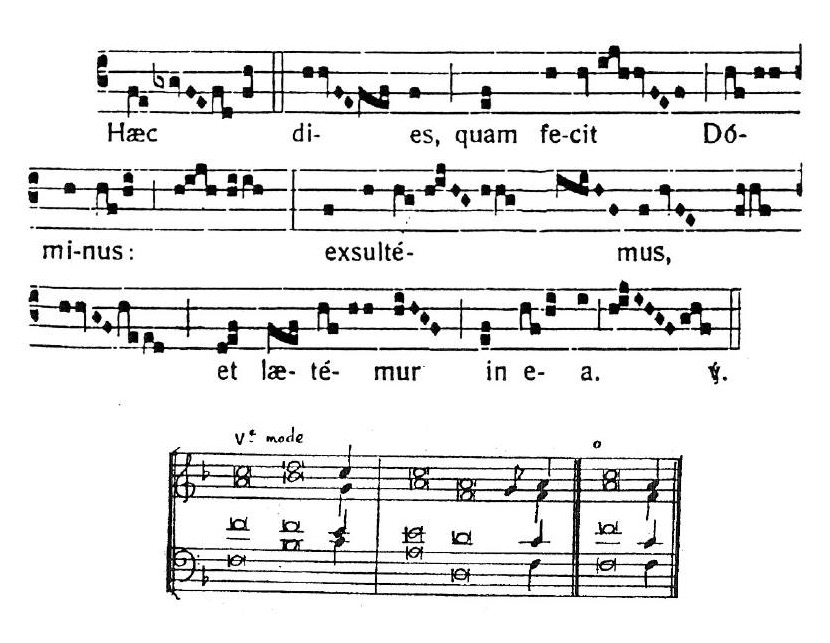 Hæc di- es, quam fe-cit Dó-
mi-nus: exsulté- mus,
et læ- té- mur in e- a. ℣.
Ve mode
o